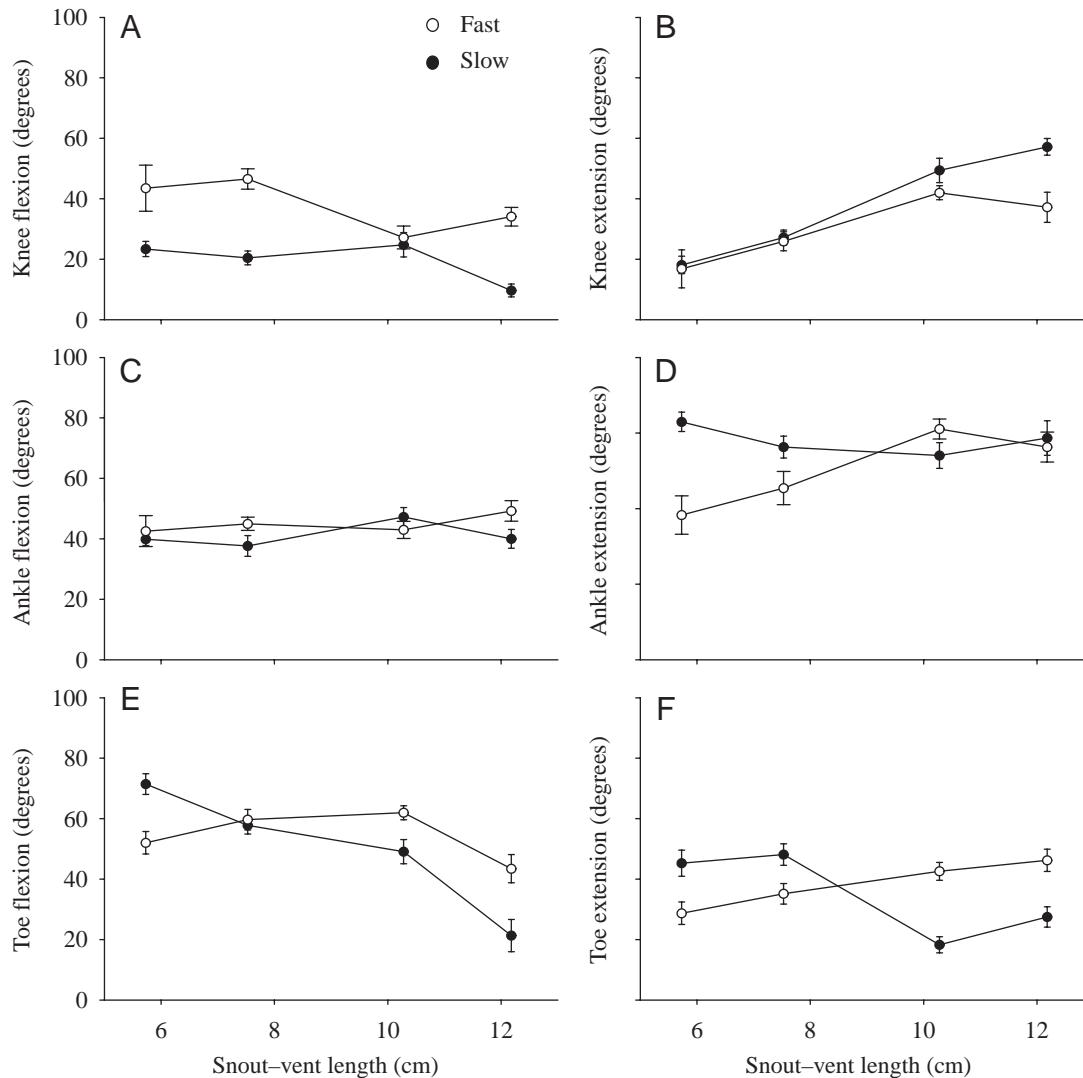 A
Fast
Slow
Knee flexion (degrees)
100
80
60
40
20
0
B
Knee extension (degrees)
C
Ankle flexion (degrees)
100
80
60
40
20
0
D
Ankle extension (degrees)
E
Toe flexion (degrees)
100
80
60
40
20
0
6 8 10 12
Snout–vent length (cm)
F
Toe extension (degrees)
6 8 10 12
Snout–vent length (cm)